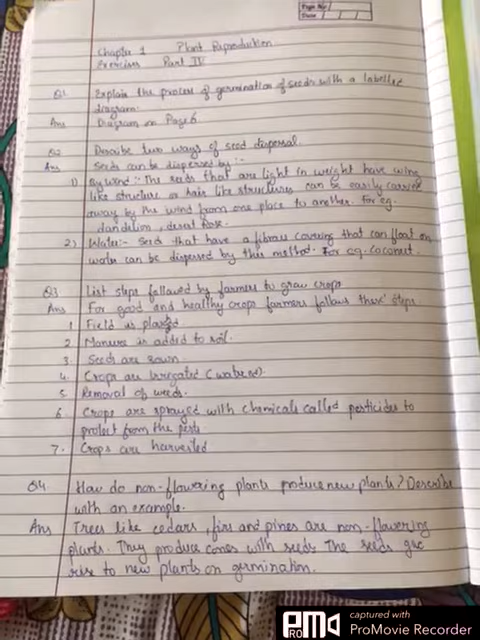 Page No.
Date
Chapter 1 Plant Reproduction
Exercises Part IV
Q1 Explain the process of germination of seeds with a labelled
diagram.
Ans Diagram on Page 6
Q2 Describe two ways of seed dispersal.
Ans Seeds can be dispersed by :-
1) By wind :- The seeds that are light in weight have wing
like structure or hair like structures can be easily carried
away by the wind from one place to another. for eg.
dandelion, desert rose.
2) Water :- Seeds that have a fibrous covering that can float on
water can be dispersed by this method. For eg. Coconut.
Q3 List steps followed by farmers to grow crops
Ans For good and healthy crops farmers follows these steps
1 Field is
2 Manure is added to soil.
3. Seeds are sown.
4. Crops are Irrigated (watered).
5 Removal of weeds.
6 Crops are sprayed with chemicals called pesticides to
protect from the pests
7. Crops are harvested
Q4 How do non-flowering plants produce new plants? Describe
with an example.
Ans Trees like cedars, firs and pines are non-flowering
plants. They produce cones with seeds The seeds give
rise to new plants on germination.
captured with
PRO ProMovie Recorder